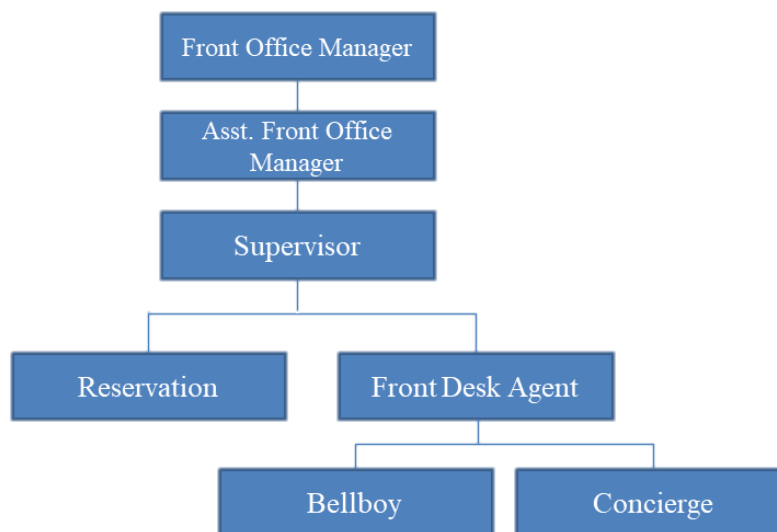 Front Office Manager
Asst. Front Office
Manager
Supervisor
Reservation
Front Desk Agent
Bellboy
Concierge